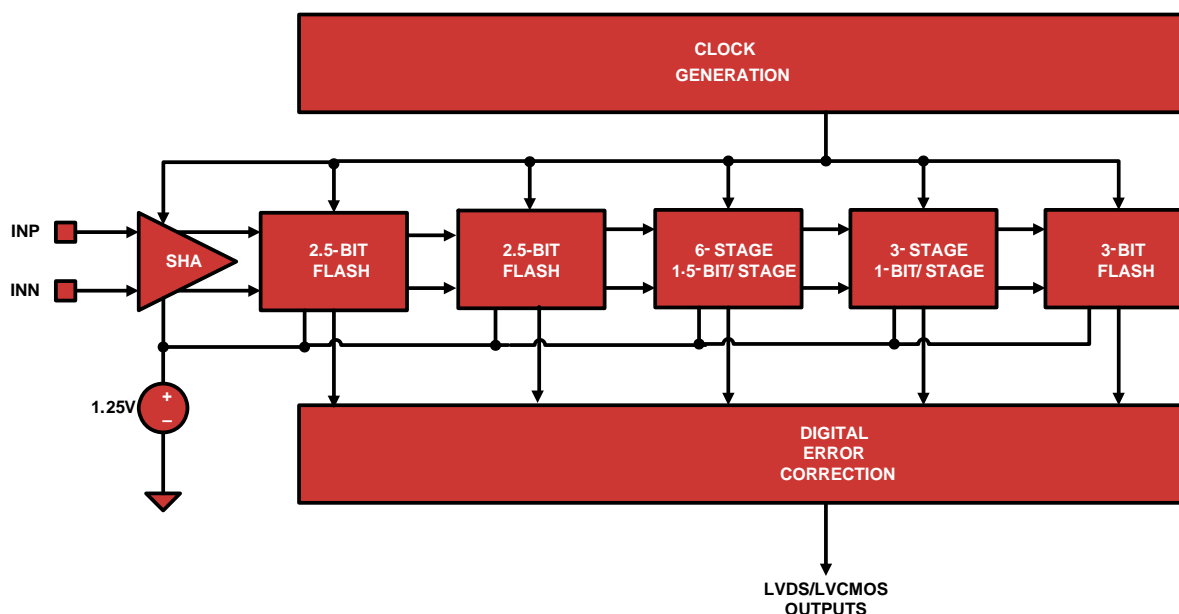 CLOCK
GENERATION
INP
INN
SHA
2.5-BIT
FLASH
2.5-BIT
FLASH
6- STAGE
1.5-BIT/ STAGE
3- STAGE
1-BIT/ STAGE
3-BIT
FLASH
1.25V
+
–
DIGITAL
ERROR
CORRECTION
LVDS/LVCMOS
OUTPUTS